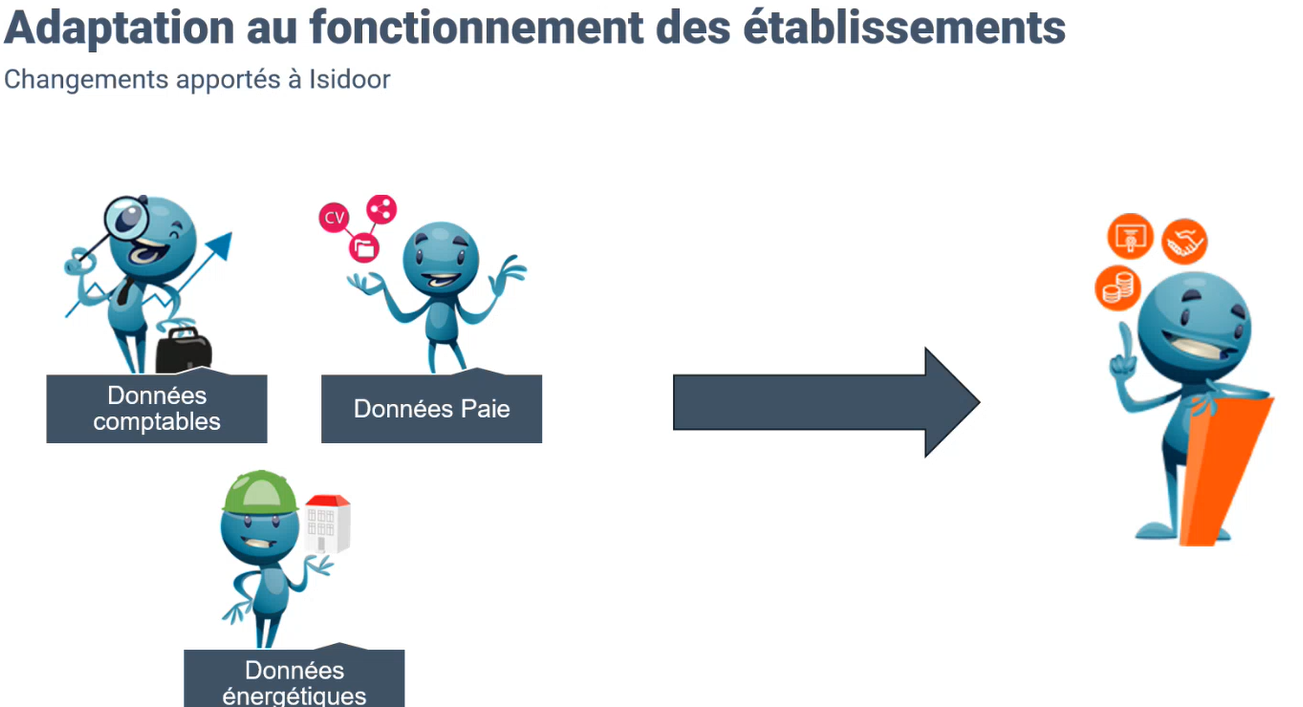 Adaptation au fonctionnement des établissements
Changements apportés à Isidoor
CV
Données
comptables
Données Paie
Données
énergétiques